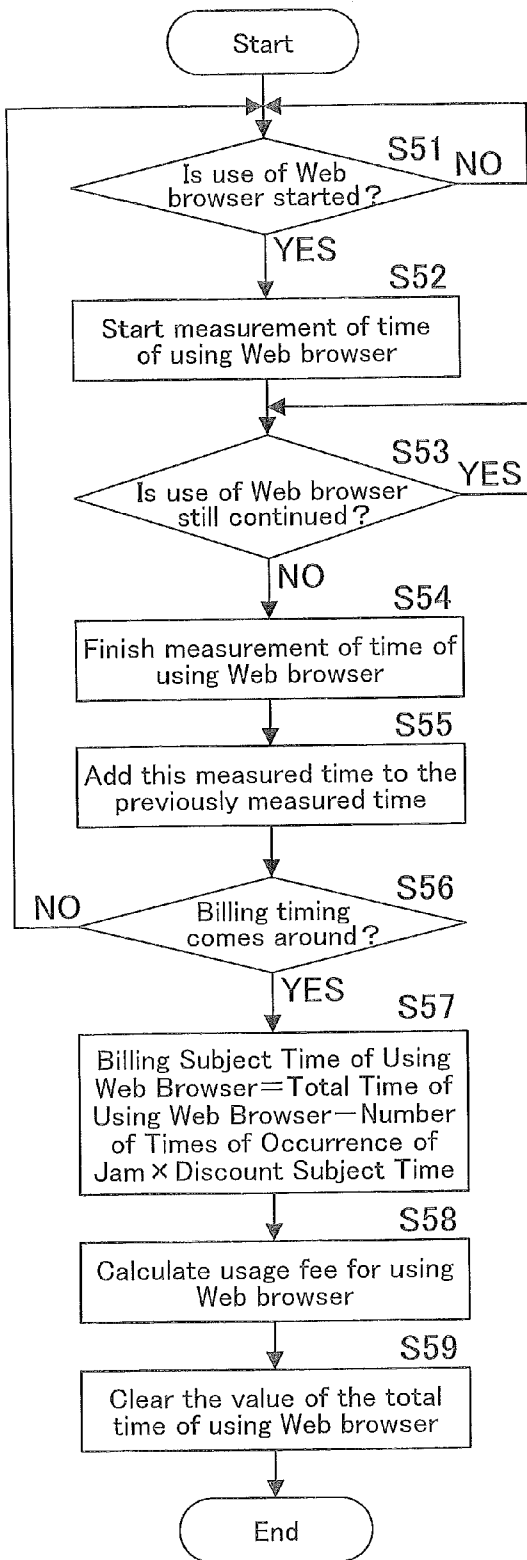 Start
S51
NO
Is use of Web
browser started?
YES
S52
Start measurement of time
of using Web browser
S53
YES
Is use of Web browser
still continued?
NO
S54
Finish measurement of time of
using Web browser
S55
Add this measured time to the
previously measured time
S56
NO
Billing timing
comes around?
YES
S57
Billing Subject Time of Using
Web Browser=Total Time of
Using Web Browser−Number
of Times of Occurrence of
Jam×Discount Subject Time
S58
Calculate usage fee for using
Web browser
S59
Clear the value of the total
time of using Web browser
End